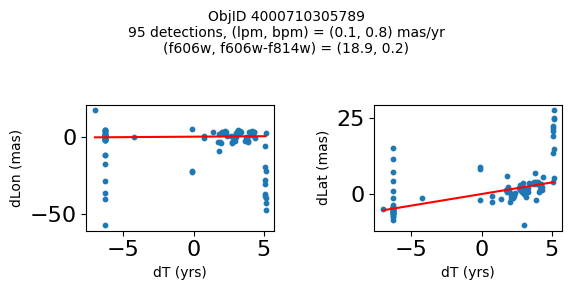 ObjID 4000710305789
95 detections, (lpm, bpm) = (0.1, 0.8) mas/yr
(f606w, f606w-f814w) = (18.9, 0.2)
dLon (mas)
0
−50
−5
0
5
dT (yrs)
dLat (mas)
25
0
−5
0
5
dT (yrs)